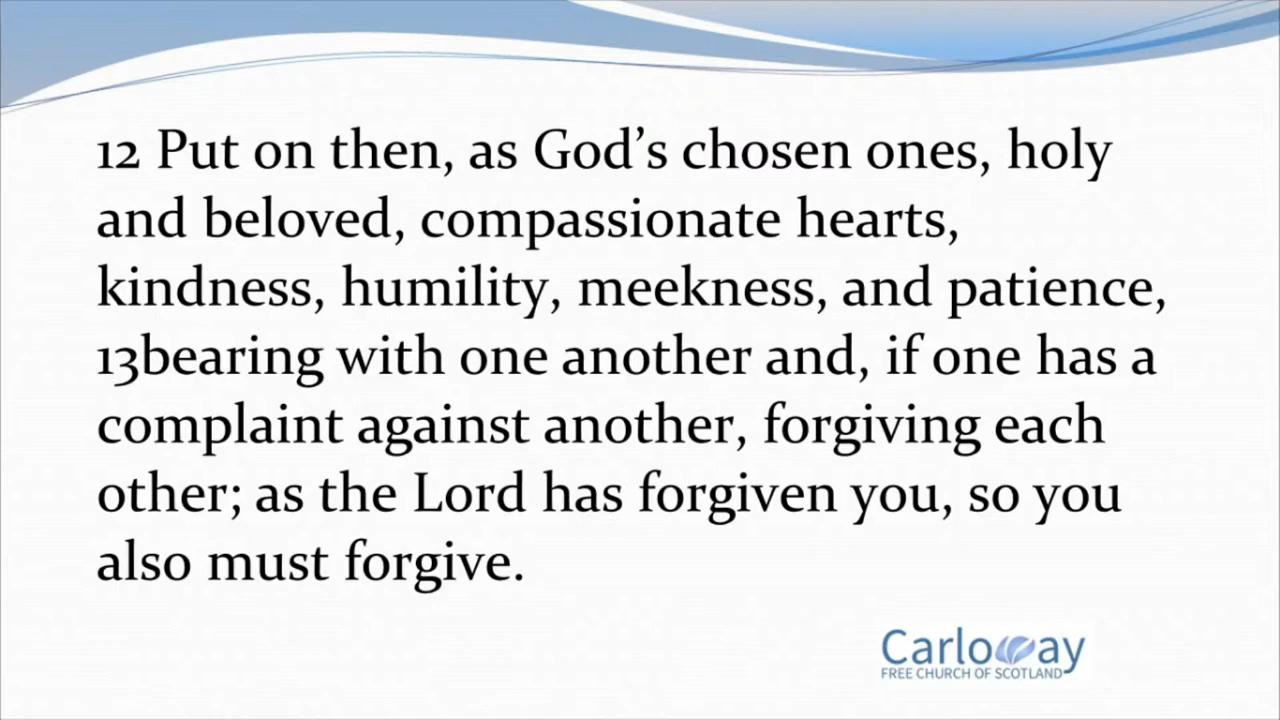 12 Put on then, as God’s chosen ones, holy
and beloved, compassionate hearts,
kindness, humility, meekness, and patience,
13bearing with one another and, if one has a
complaint against another, forgiving each
other; as the Lord has forgiven you, so you
also must forgive.
Carloway
FREE CHURCH OF SCOTLAND